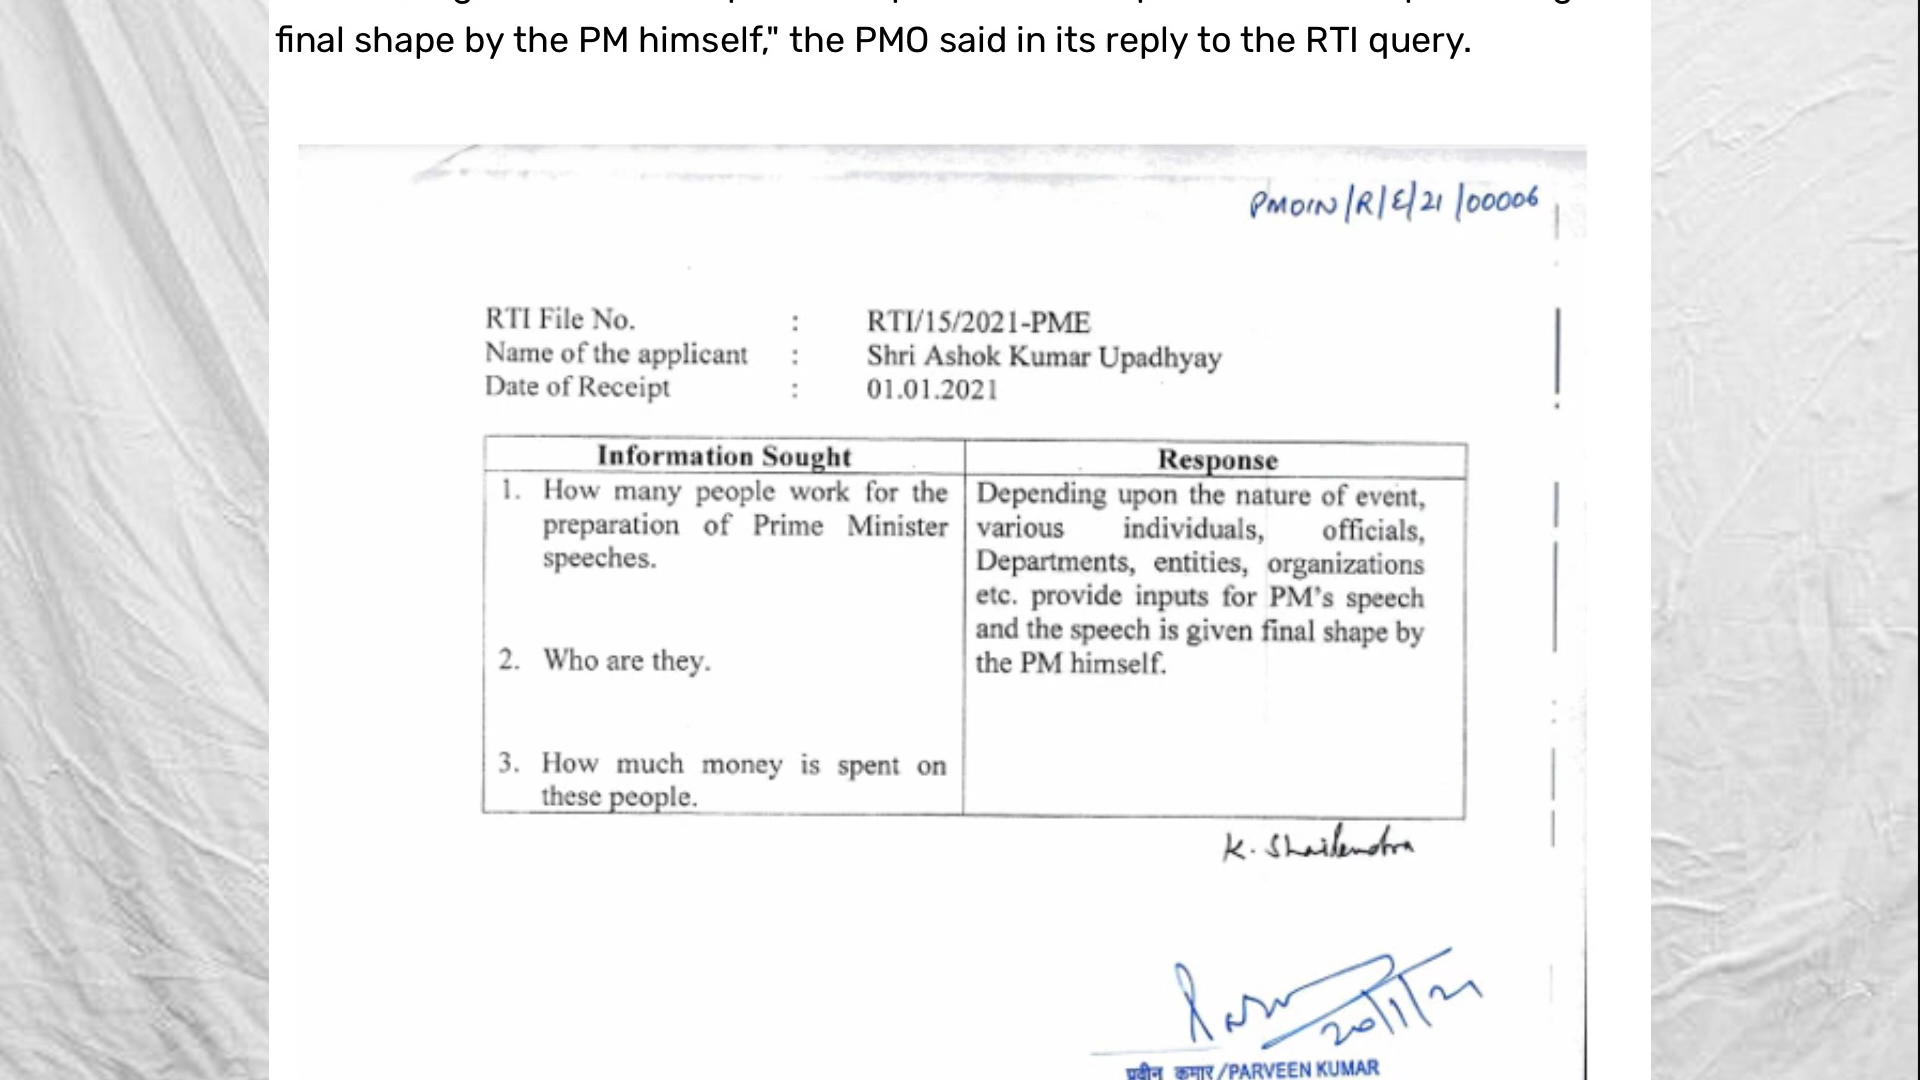 final shape by the PM himself," the PMO said in its reply to the RTI query.
PMOIN/R/E/21/00006
RTI File No. : RTI/15/2021-PME
Name of the applicant : Shri Ashok Kumar Upadhyay
Date of Receipt : 01.01.2021
Information Sought
1. How many people work for the
preparation of Prime Minister
speeches.
2. Who are they.
3. How much money is spent on
these people.
Response
Depending upon the nature of event,
various individuals, officials,
Departments, entities, organizations
etc. provide inputs for PM's speech
and the speech is given final shape by
the PM himself.
K. Shailendra
20/1/21
प्रवीन कुमार/PARVEEN KUMAR